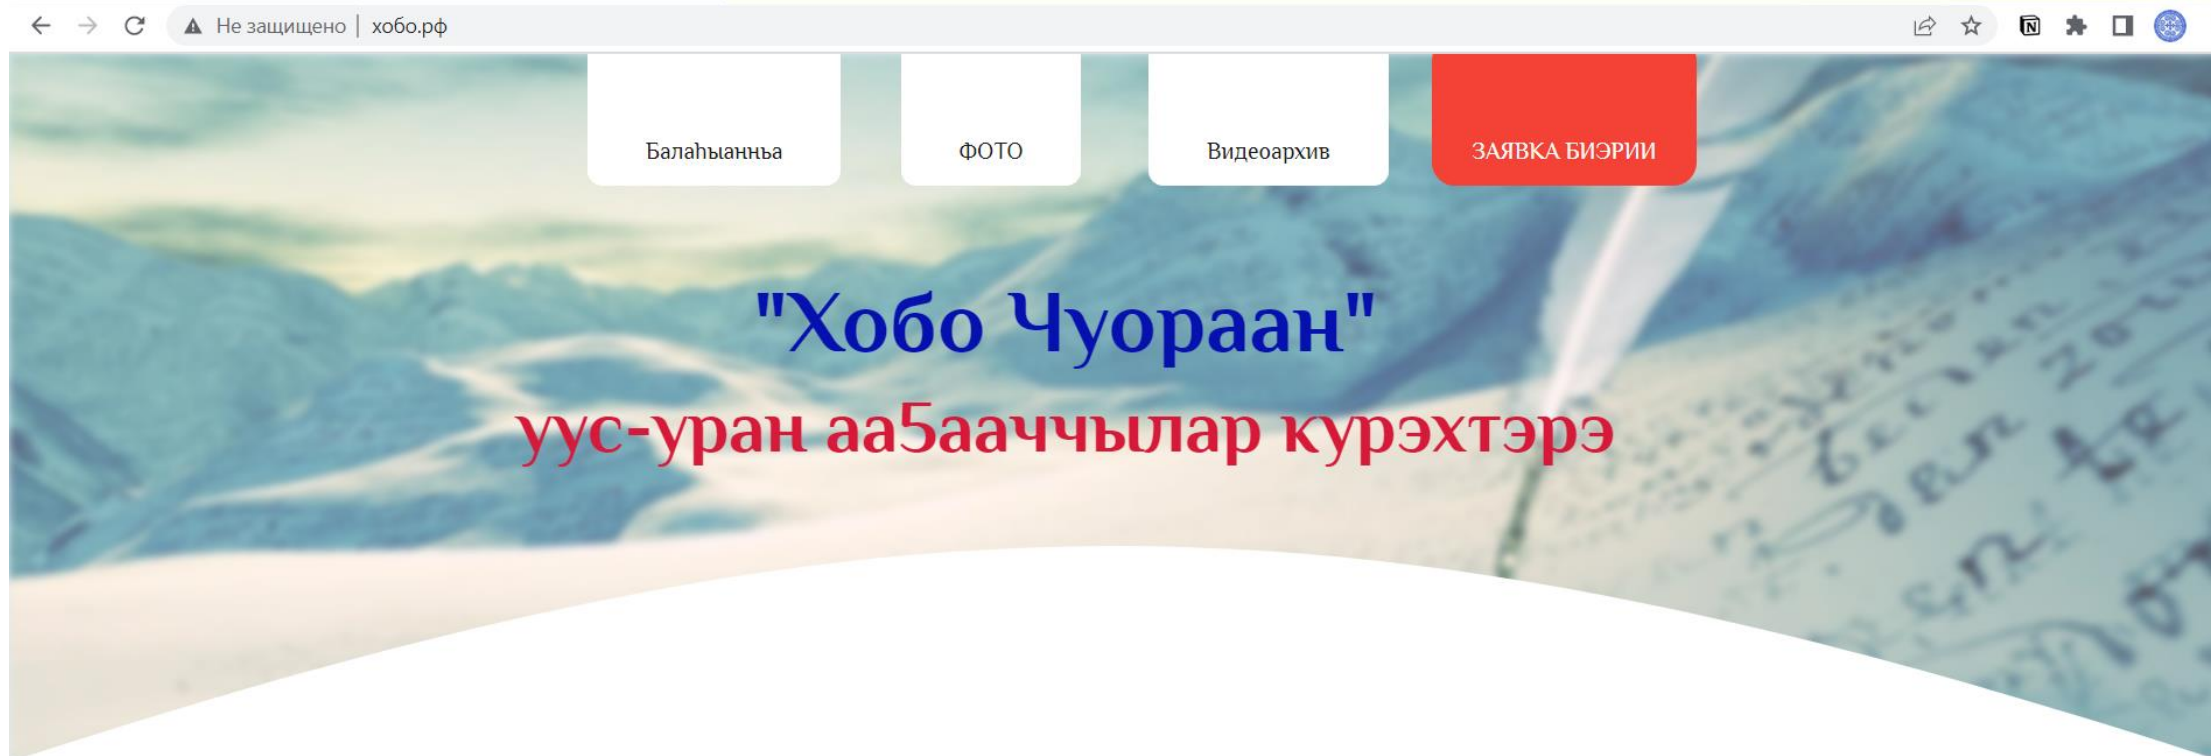 Не защищено | хобо.рф
Балаһыанньа ФОТО Видеоархив ЗАЯВКА БИЭРИИ
"Хобо Чуораан"
уус-уран аа5ааччылар курэхтэрэ